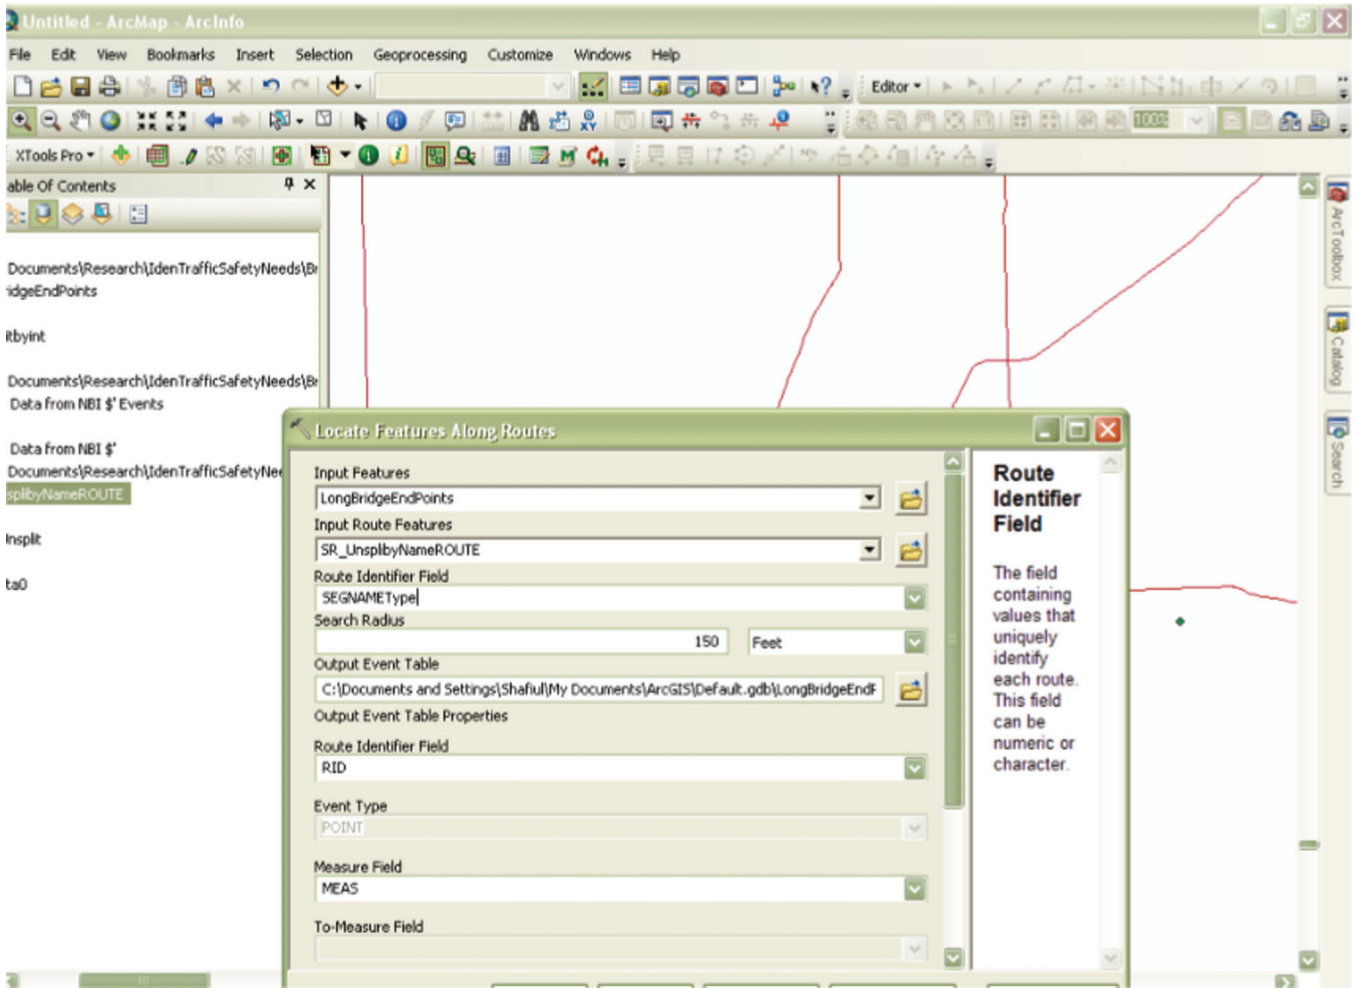 Untitled - ArcMap - ArcInfo
File Edit View Bookmarks Insert Selection Geoprocessing Customize Windows Help
Editor
100%
XTools Pro
able Of Contents
Documents\Research\IdenTrafficSafetyNeeds\Br
idgeEndPoints
itbyint
Documents\Research\IdenTrafficSafetyNeeds\Br
Data from NBI $' Events
Data from NBI $'
Documents\Research\IdenTrafficSafetyNee
splibyNameROUTE
Insplit
ta0
ArcToolbox
Catalog
Search
Locate Features Along Routes
Input Features
LongBridgeEndPoints
Input Route Features
SR_UnsplibyNameROUTE
Route Identifier Field
SEGNAMEType
Search Radius
150 Feet
Output Event Table
C:\Documents and Settings\Shafiul\My Documents\ArcGIS\Default.gdb\LongBridgeEndP
Output Event Table Properties
Route Identifier Field
RID
Event Type
POINT
Measure Field
MEAS
To-Measure Field
Route
Identifier
Field
The field
containing
values that
uniquely
identify
each route.
This field
can be
numeric or
character.